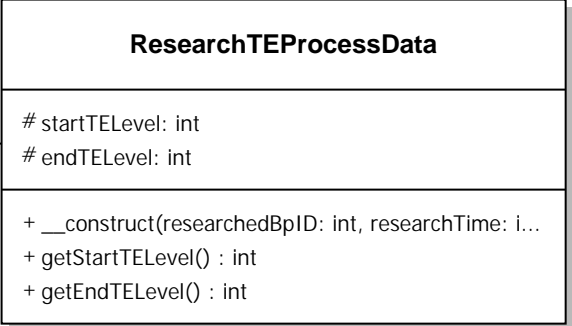 ResearchTEProcessData
# startTELevel: int
# endTELevel: int
+ __construct(researchedBpID: int, researchTime: i...
+ getStartTELevel() : int
+ getEndTELevel() : int